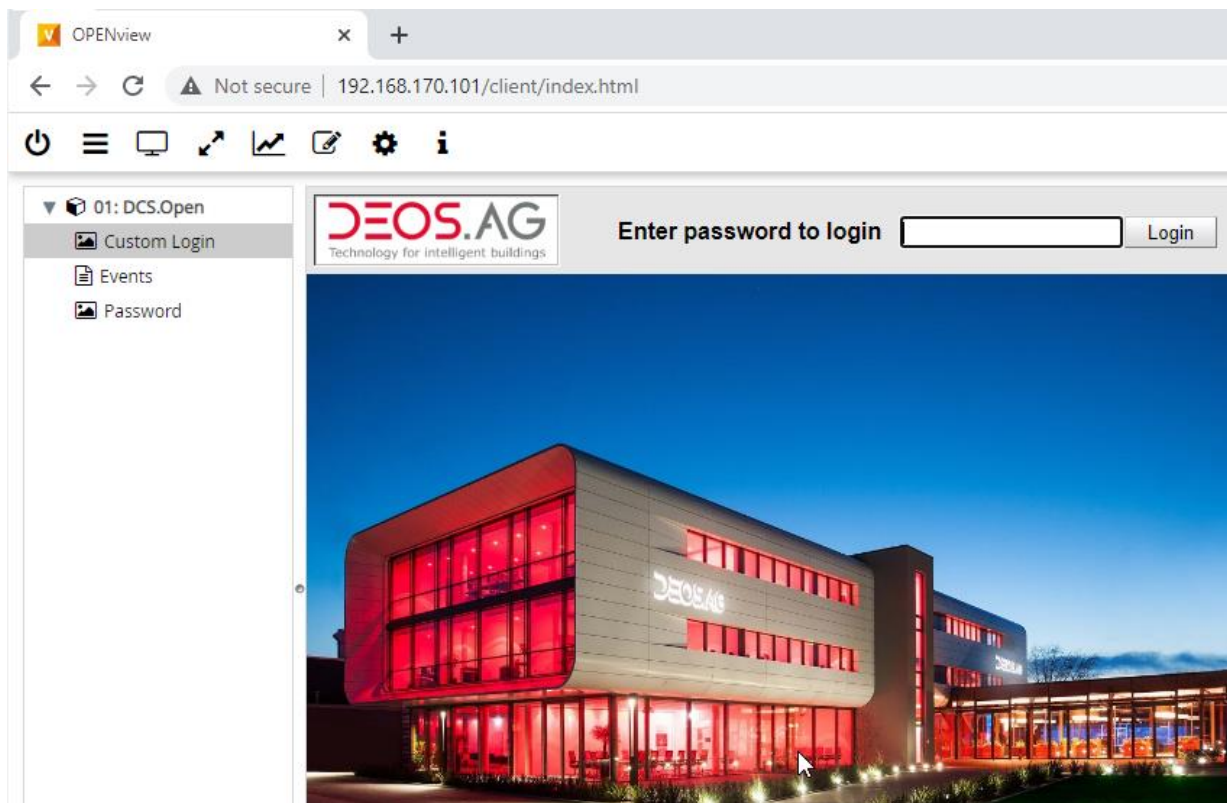 OPENview
Not secure | 192.168.170.101/client/index.html
01: DCS.Open
Custom Login
Events
Password
DEOS.AG
Technology for intelligent buildings
Enter password to login
Login
DEOS.AG
DEOS.AG